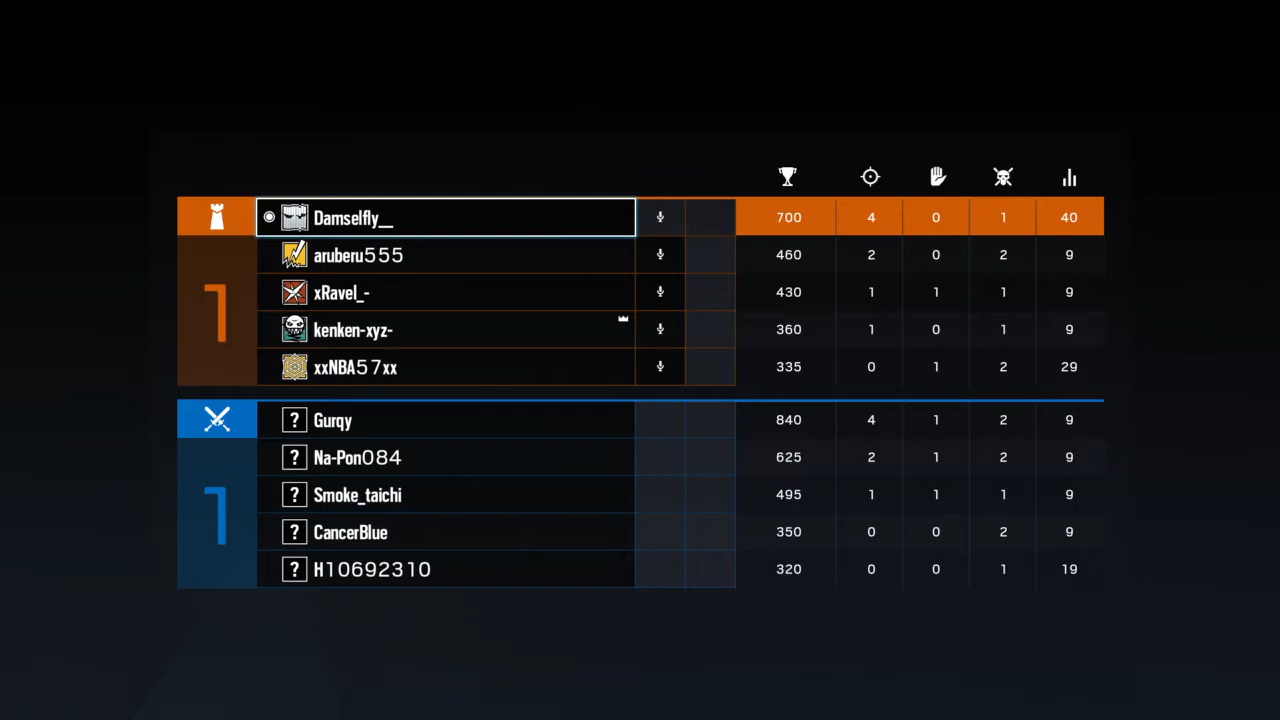 Damselfly__ 700 4 0 1 40
aruberu555 460 2 0 2 9
1
xRavel_- 430 1 1 1 9
kenken-xyz- 360 1 0 1 9
xxNBA57xx 335 0 1 2 29
? Gurqy 840 4 1 2 9
? Na-Pon084 625 2 1 2 9
1
? Smoke_taichi 495 1 1 1 9
? CancerBlue 350 0 0 2 9
? H10692310 320 0 0 1 19